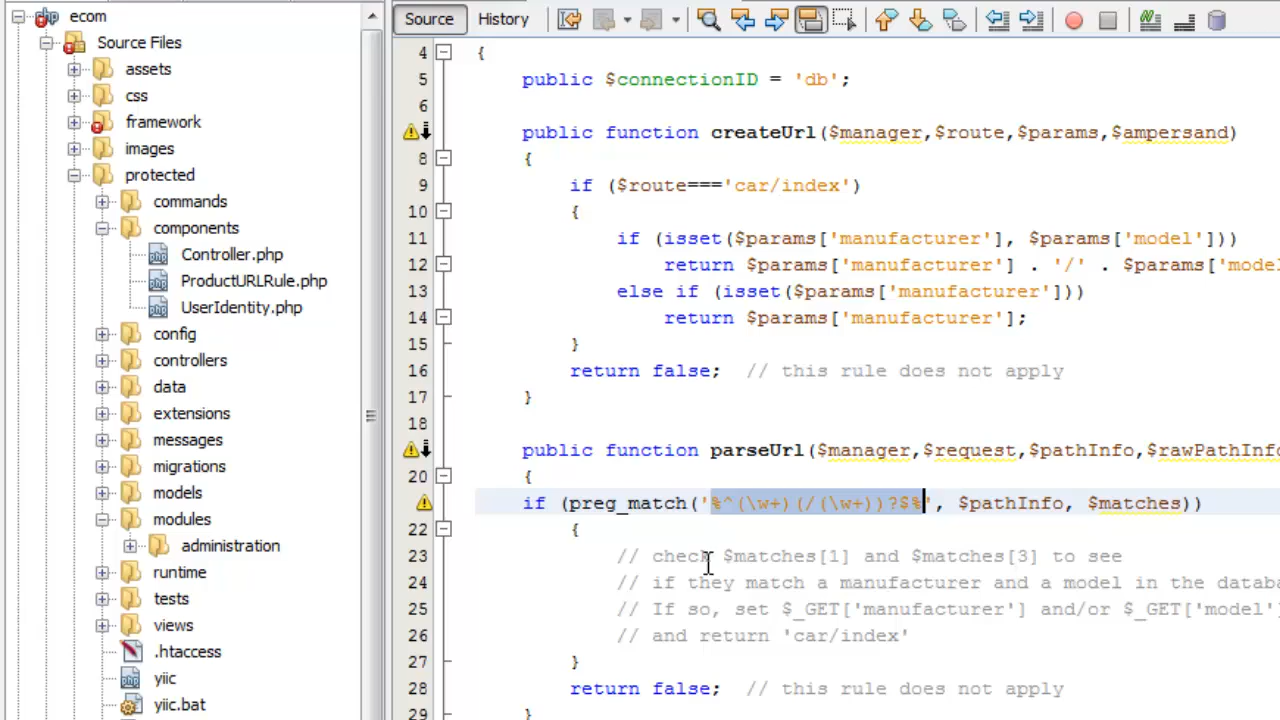 ecom
Source Files
assets
css
framework
images
protected
commands
components
Controller.php
ProductURLRule.php
UserIdentity.php
config
controllers
data
extensions
messages
migrations
models
modules
administration
runtime
tests
views
.htaccess
yiic
yiic.bat
Source History
4 {
5 public $connectionID = 'db';
6
public function createUrl($manager,$route,$params,$ampersand)
8 {
9 if ($route==='car/index')
10 {
11 if (isset($params['manufacturer'], $params['model']))
12 return $params['manufacturer'] . '/' . $params['mode
13 else if (isset($params['manufacturer']))
14 return $params['manufacturer'];
15 }
16 return false; // this rule does not apply
17 }
18
public function parseUrl($manager,$request,$pathInfo,$rawPathInfo
20 {
if (preg_match('%^(\w+)(/(\w+))?$%', $pathInfo, $matches))
22 {
23 // check $matches[1] and $matches[3] to see
24 // if they match a manufacturer and a model in the databa
25 // If so, set $_GET['manufacturer'] and/or $_GET['model']
26 // and return 'car/index'
27 }
28 return false; // this rule does not apply
29 }